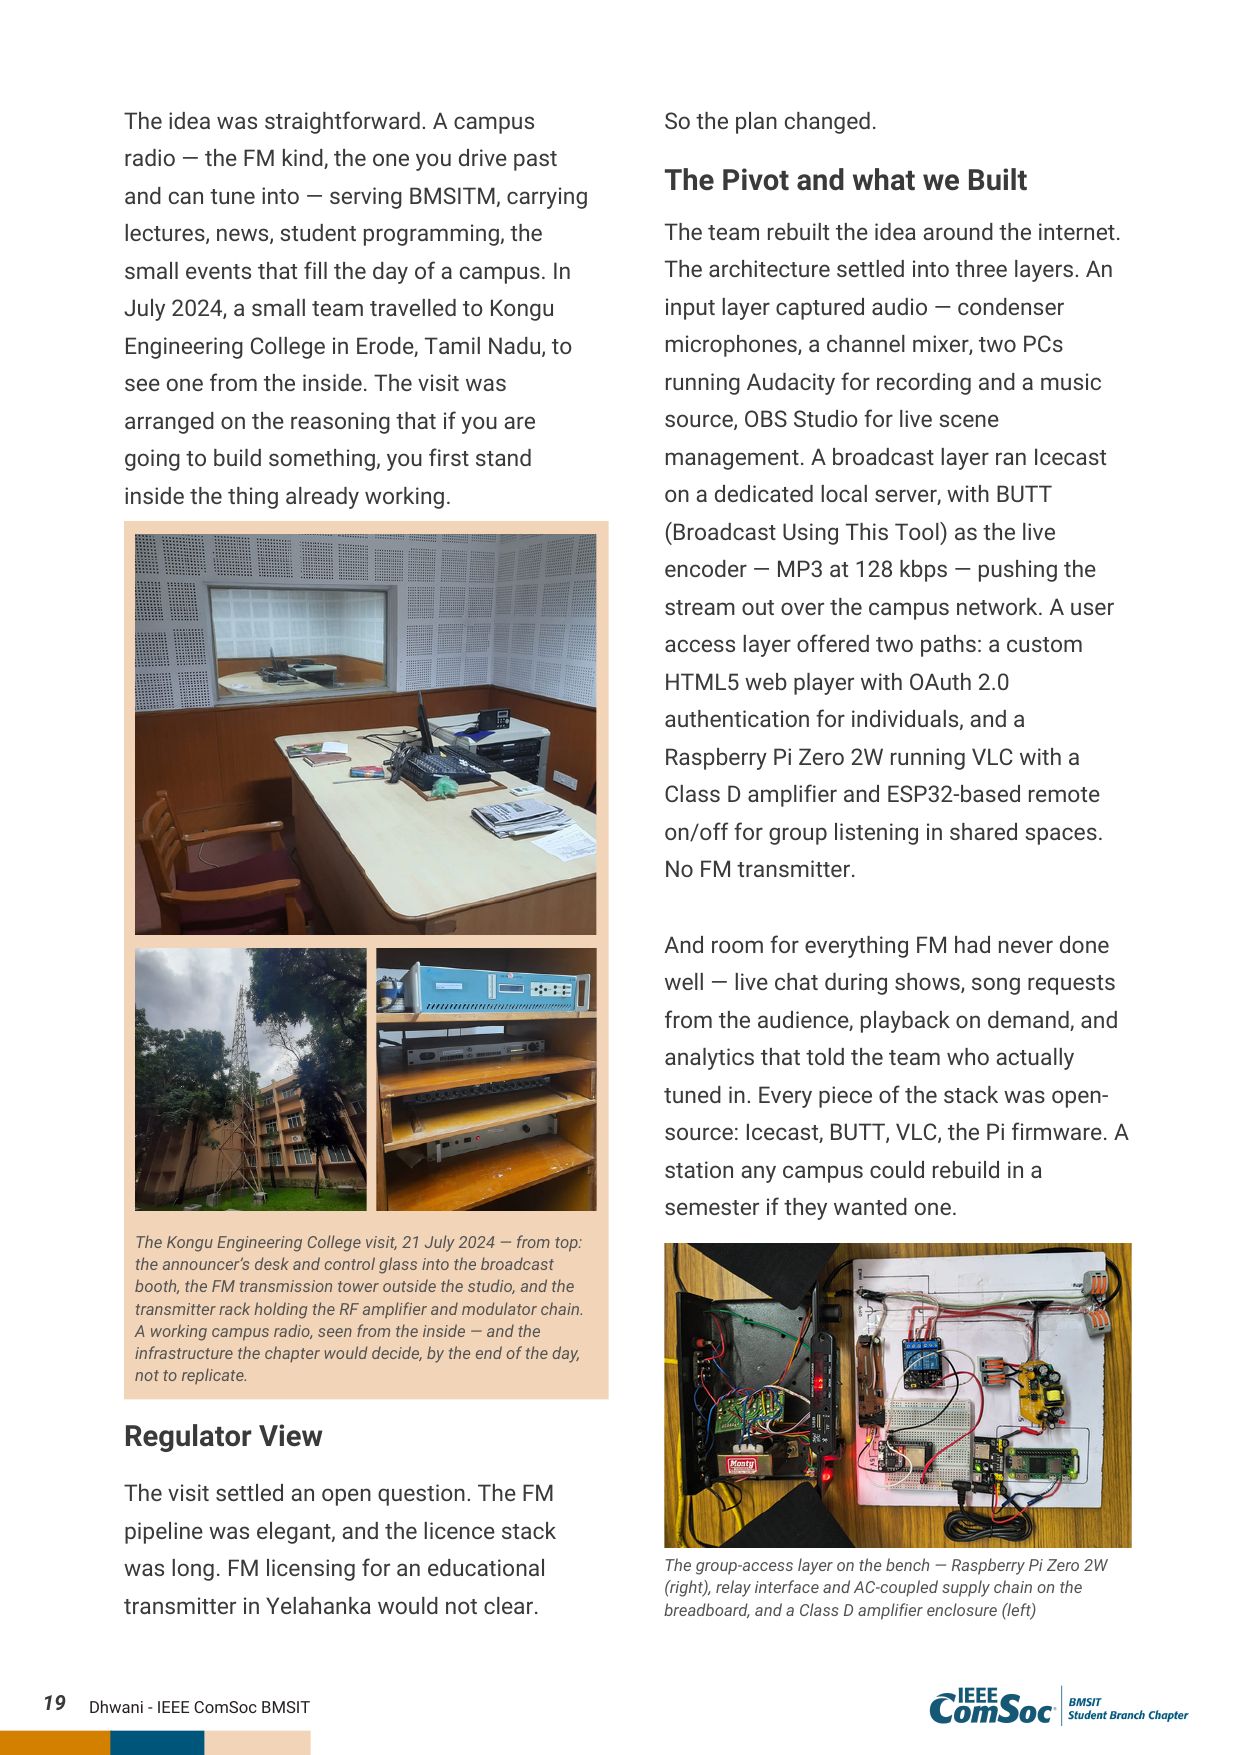 The idea was straightforward. A campus
radio — the FM kind, the one you drive past
and can tune into — serving BMSITM, carrying
lectures, news, student programming, the
small events that fill the day of a campus. In
July 2024, a small team travelled to Kongu
Engineering College in Erode, Tamil Nadu, to
see one from the inside. The visit was
arranged on the reasoning that if you are
going to build something, you first stand
inside the thing already working.
The Kongu Engineering College visit, 21 July 2024 — from top:
the announcer’s desk and control glass into the broadcast
booth, the FM transmission tower outside the studio, and the
transmitter rack holding the RF amplifier and modulator chain.
A working campus radio, seen from the inside — and the
infrastructure the chapter would decide, by the end of the day,
not to replicate.
Regulator View
The visit settled an open question. The FM
pipeline was elegant, and the licence stack
was long. FM licensing for an educational
transmitter in Yelahanka would not clear.
So the plan changed.
The Pivot and what we Built
The team rebuilt the idea around the internet.
The architecture settled into three layers. An
input layer captured audio — condenser
microphones, a channel mixer, two PCs
running Audacity for recording and a music
source, OBS Studio for live scene
management. A broadcast layer ran Icecast
on a dedicated local server, with BUTT
(Broadcast Using This Tool) as the live
encoder — MP3 at 128 kbps — pushing the
stream out over the campus network. A user
access layer offered two paths: a custom
HTML5 web player with OAuth 2.0
authentication for individuals, and a
Raspberry Pi Zero 2W running VLC with a
Class D amplifier and ESP32-based remote
on/off for group listening in shared spaces.
No FM transmitter.
And room for everything FM had never done
well — live chat during shows, song requests
from the audience, playback on demand, and
analytics that told the team who actually
tuned in. Every piece of the stack was open-
source: Icecast, BUTT, VLC, the Pi firmware. A
station any campus could rebuild in a
semester if they wanted one.
Monty
The group-access layer on the bench — Raspberry Pi Zero 2W
(right), relay interface and AC-coupled supply chain on the
breadboard, and a Class D amplifier enclosure (left)
19 Dhwani - IEEE ComSoc BMSIT
IEEE
ComSoc
BMSIT
Student Branch Chapter